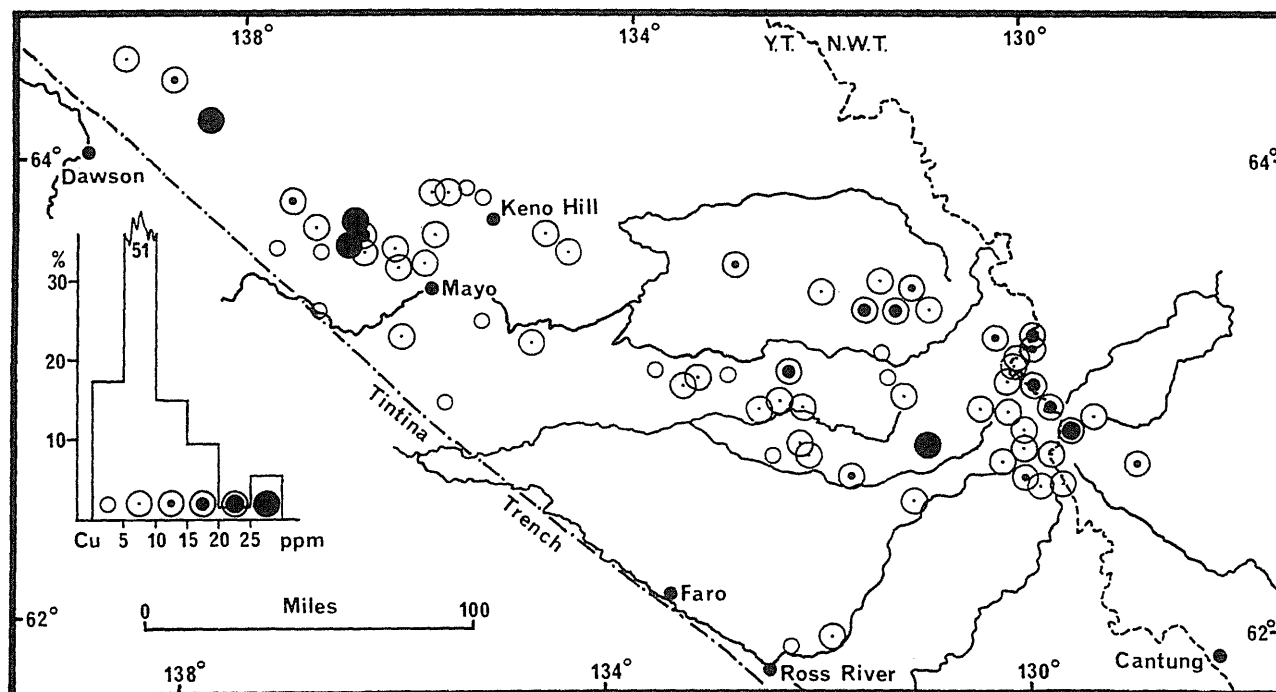 138° 134° 130°
Y.T. N.W.T.
64° 64°
Dawson
Keno Hill
51
%
30
Mayo
20
Tintina
10
Trench
Cu 5 10 15 20 25 ppm
Faro
0 Miles 100
62° 62°
138° 134° Ross River 130° Cantung